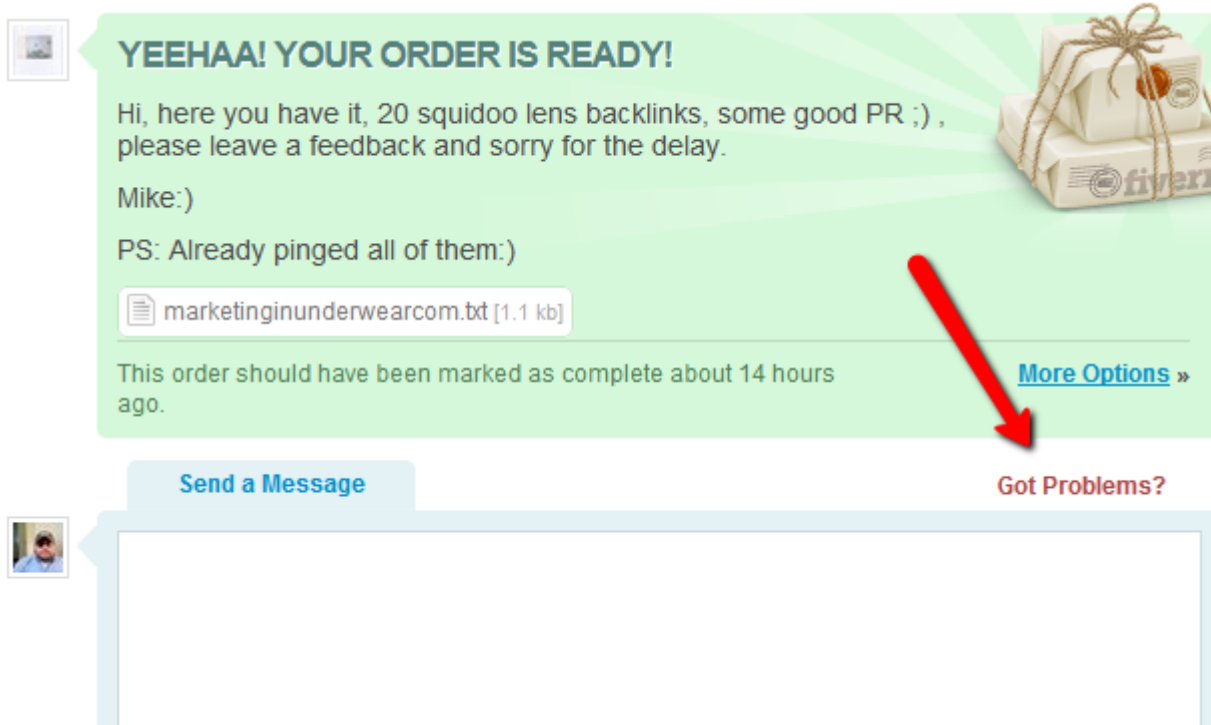 YEEHAA! YOUR ORDER IS READY!
Hi, here you have it, 20 squidoo lens backlinks, some good PR ;) ,
please leave a feedback and sorry for the delay.
Mike:)
PS: Already pinged all of them:)
fiverr
marketinginunderwearcom.txt [1.1 kb]
This order should have been marked as complete about 14 hours
ago.
More Options »
Send a Message
Got Problems?